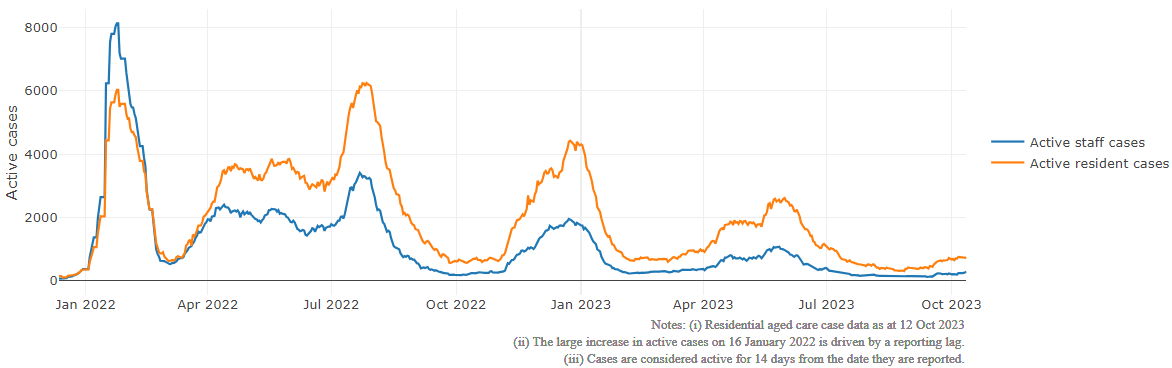 8000
6000
4000
2000
0
Active cases
Jan 2022 Apr 2022 Jul 2022 Oct 2022 Jan 2023 Apr 2023 Jul 2023 Oct 2023
Active staff cases
Active resident cases
Notes: (i) Residential aged care case data as at 12 Oct 2023
(ii) The large increase in active cases on 16 January 2022 is driven by a reporting lag.
(iii) Cases are considered active for 14 days from the date they are reported.